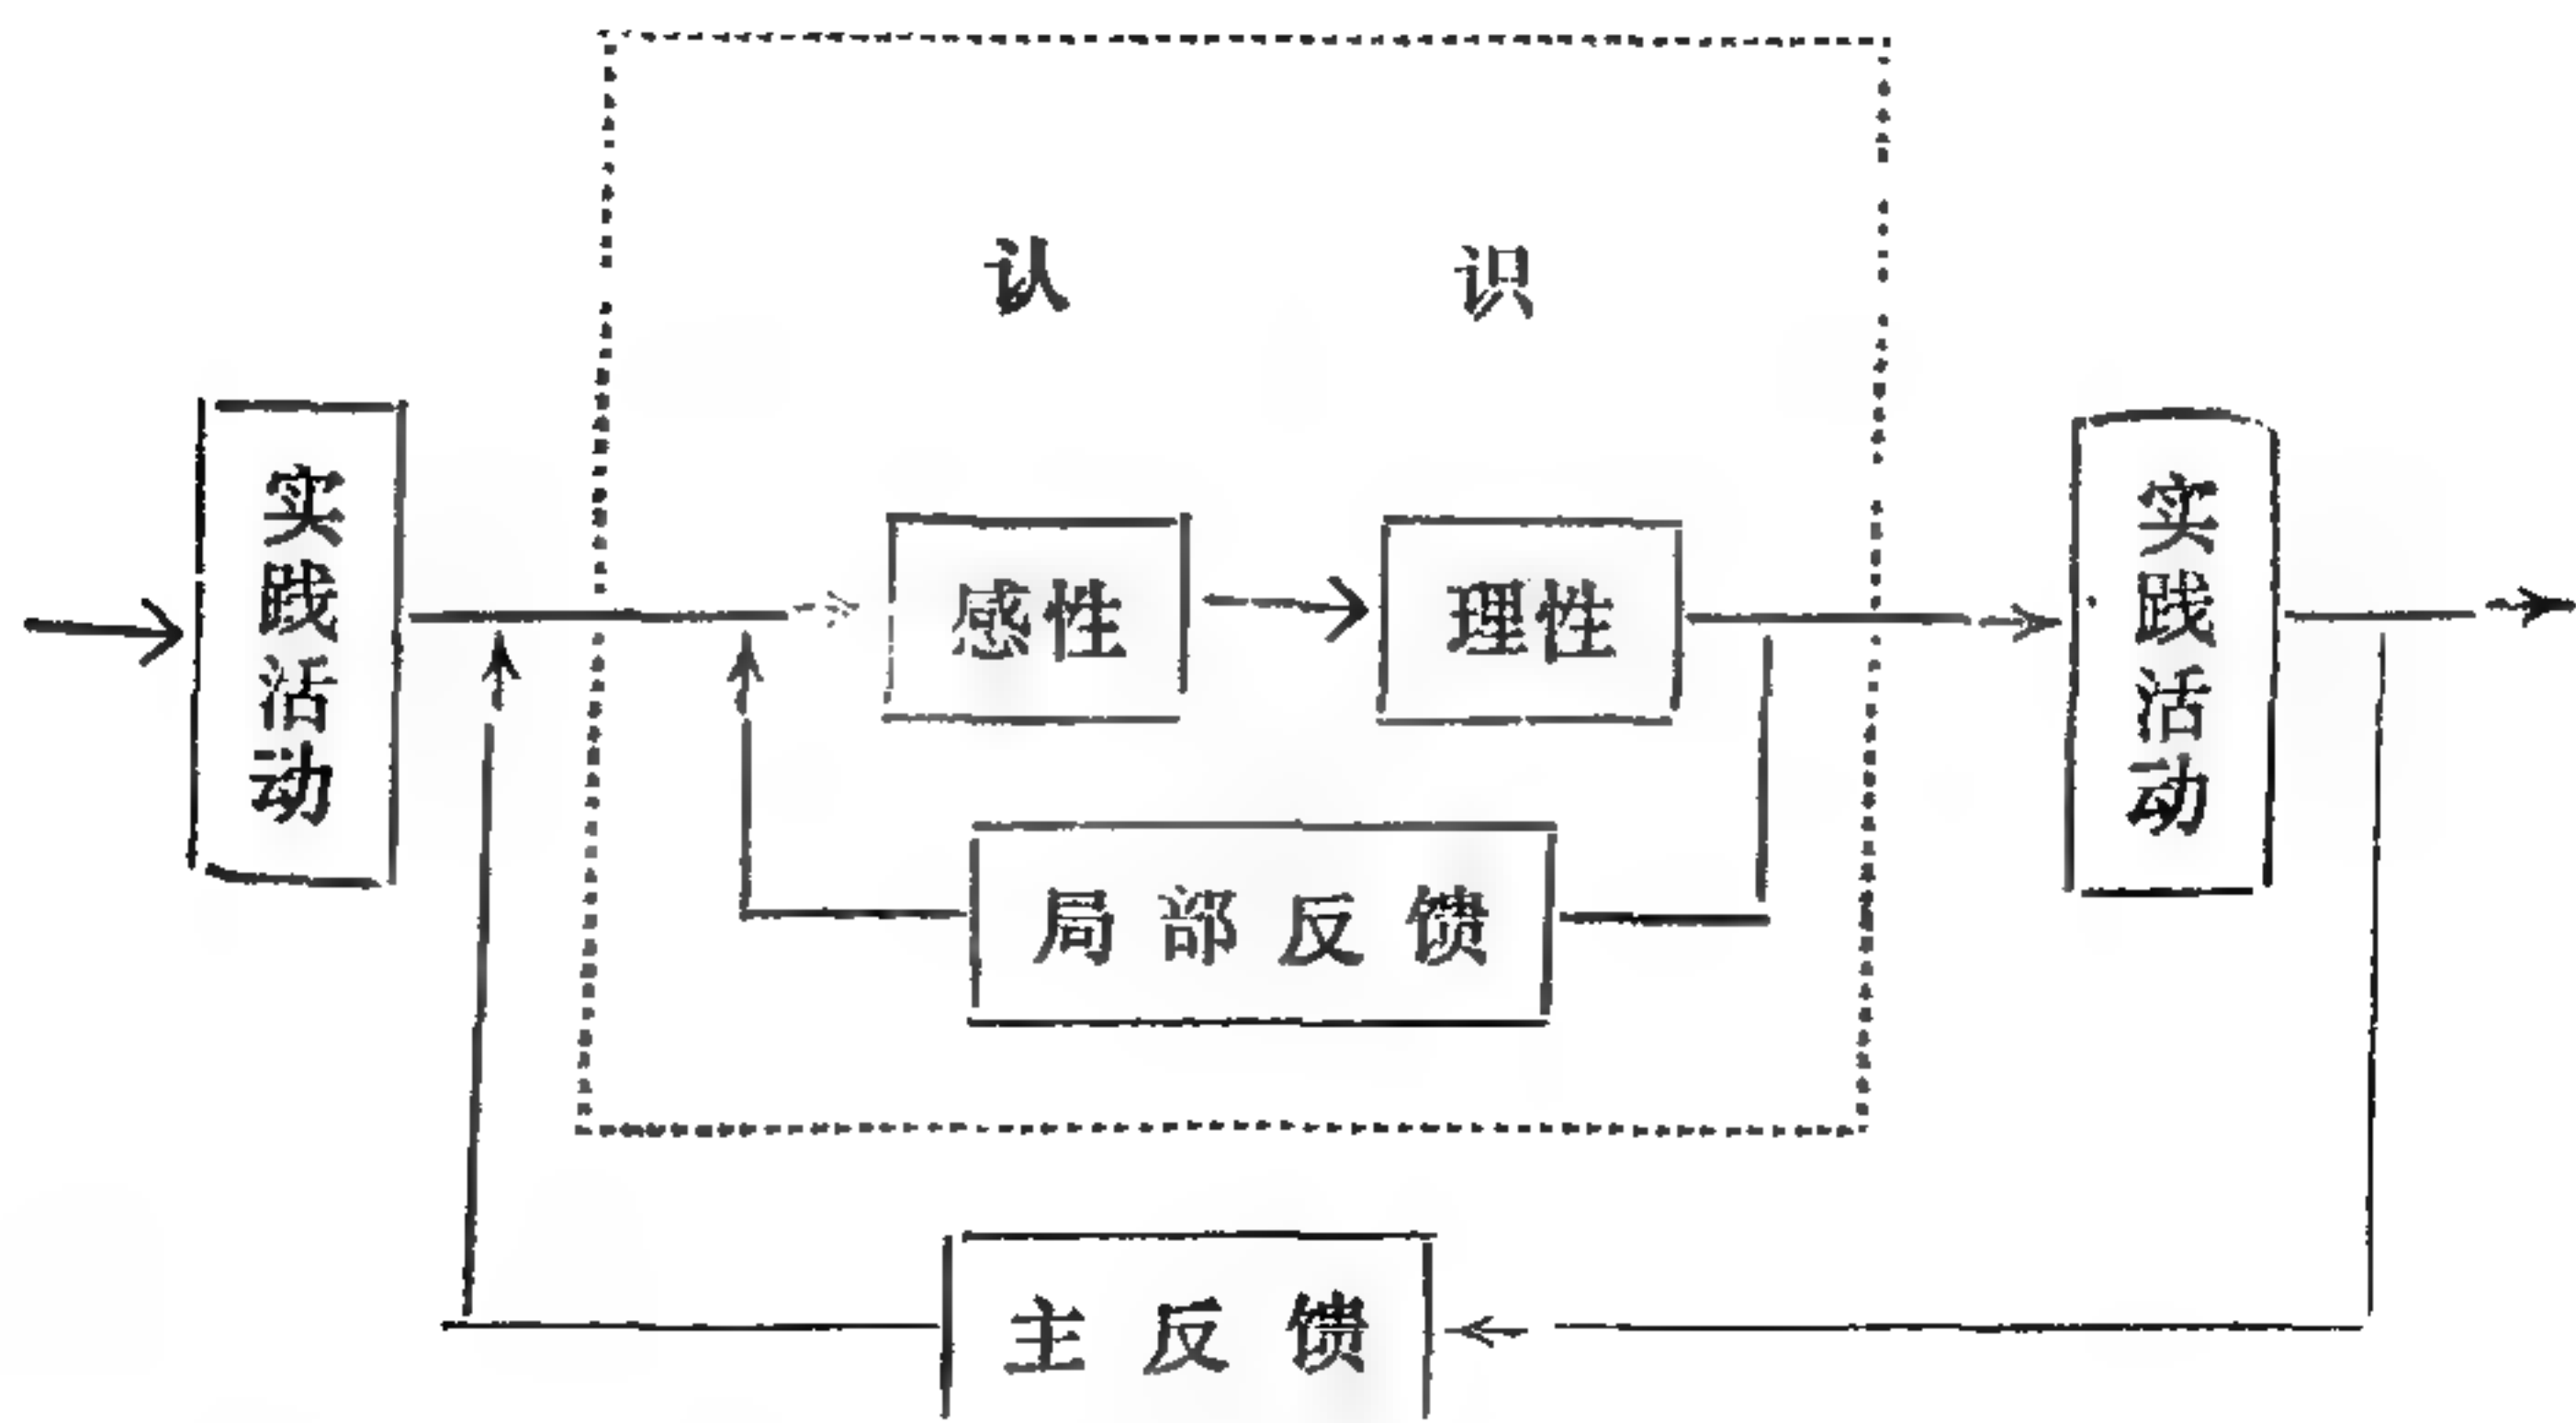 认识
实践活动
感性
理性
实践活动
局部反馈
主反馈